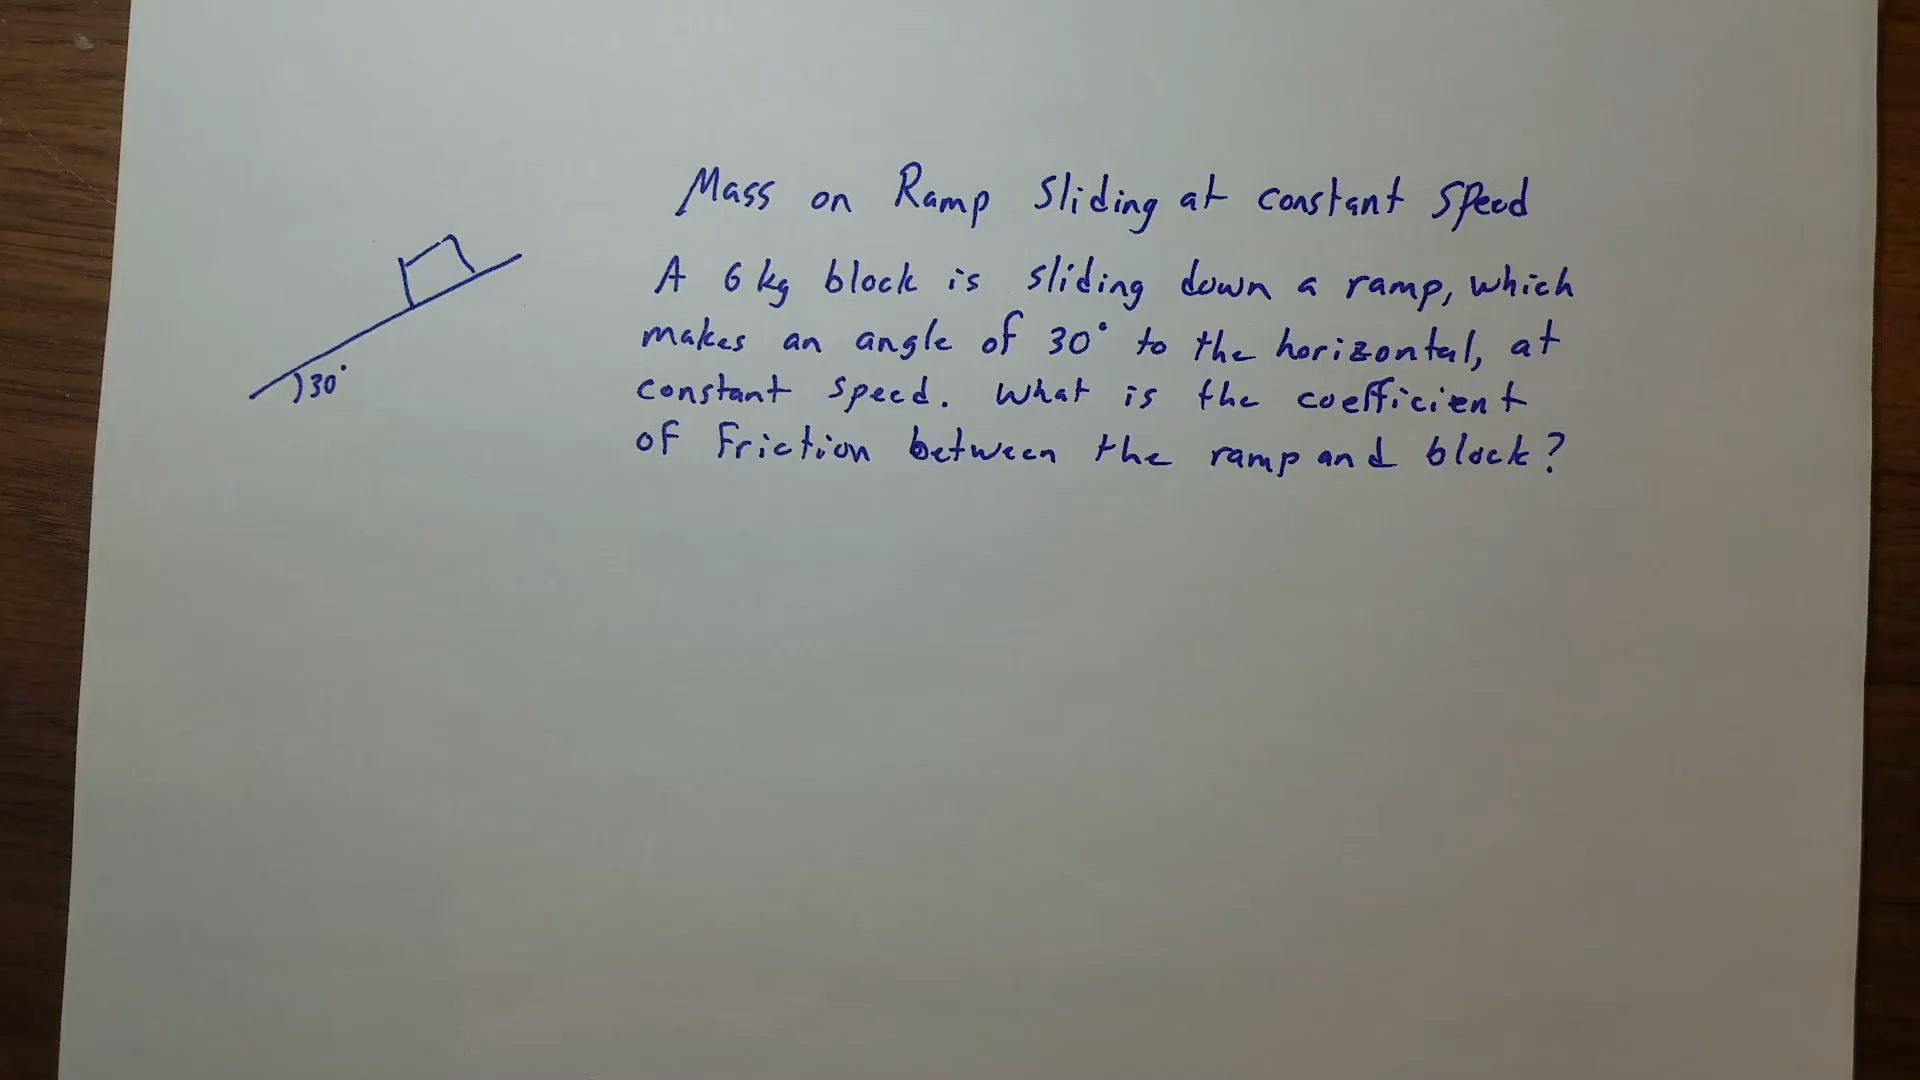 Mass on Ramp Sliding at constant Speed
A 6 kg block is sliding down a ramp, which
makes an angle of 30° to the horizontal, at
constant speed. What is the coefficient
of Friction between the ramp and block?
30°